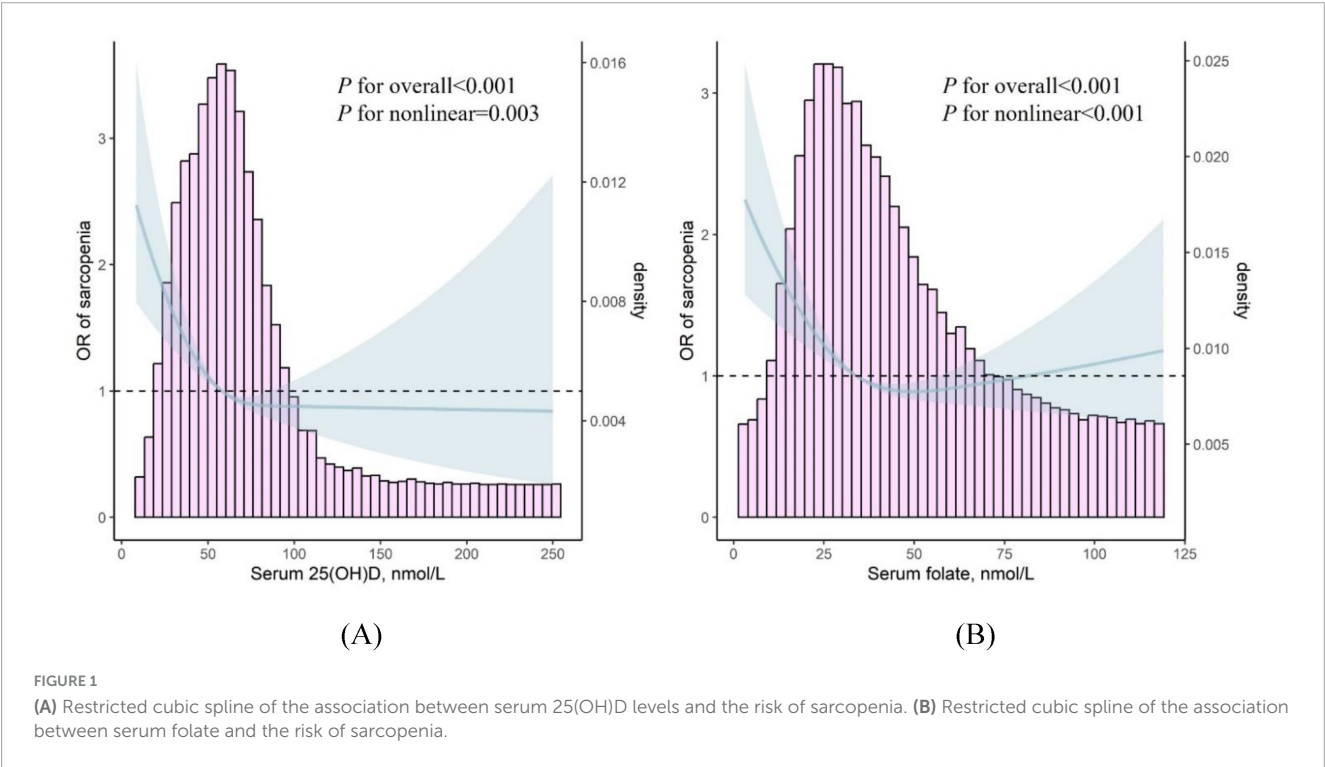 P for overall<0.001
P for nonlinear=0.003
3
2
1
0
OR of sarcopenia
0.016
0.012
0.008
0.004
density
0
50
100
150
200
250
Serum 25(OH)D, nmol/L
(A)
P for overall<0.001
P for nonlinear<0.001
3
2
1
0
OR of sarcopenia
0.025
0.020
0.015
0.010
0.005
density
0
25
50
75
100
125
Serum folate, nmol/L
(B)
FIGURE 1
(A) Restricted cubic spline of the association between serum 25(OH)D levels and the risk of sarcopenia. (B) Restricted cubic spline of the association
between serum folate and the risk of sarcopenia.